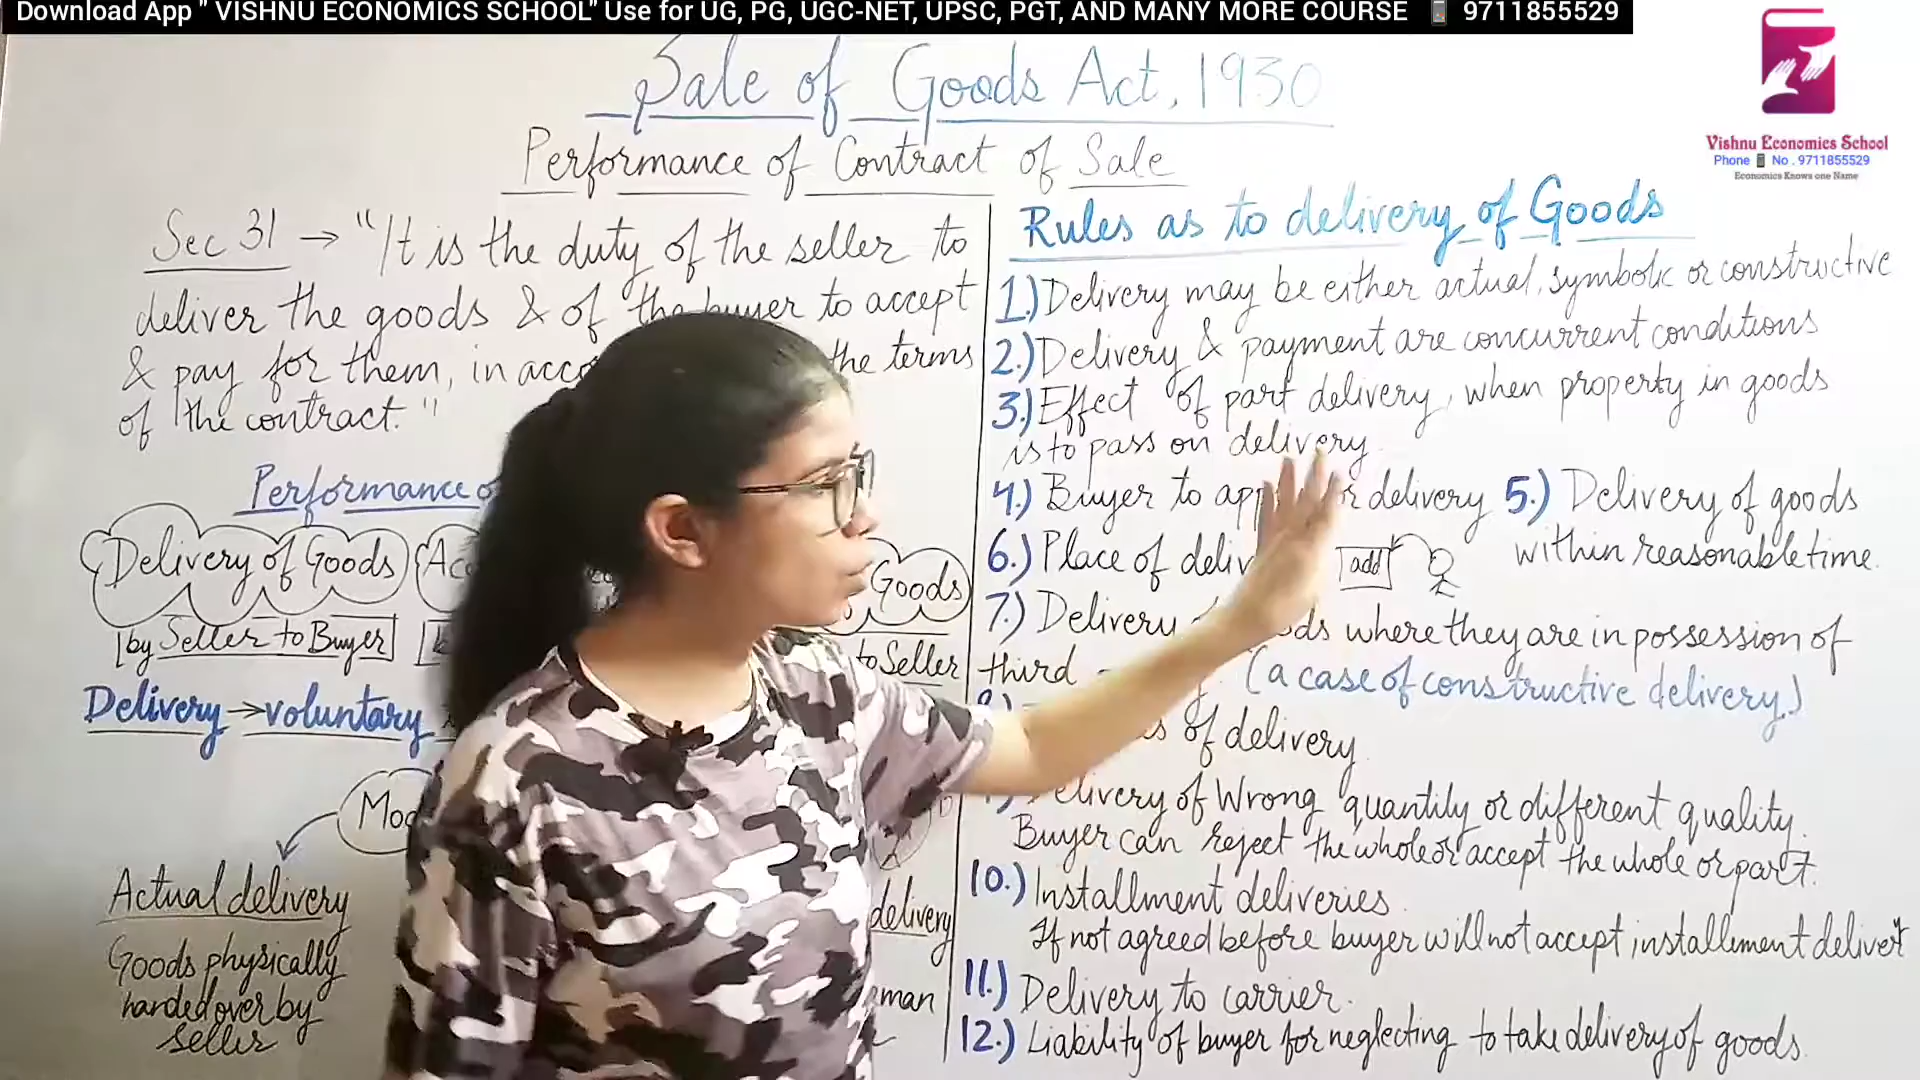 Download App " VISHNU ECONOMICS SCHOOL" Use for UG, PG, UGC-NET, UPSC, PGT, AND MANY MORE COURSE 9711855529
Vishnu Economics School
Phone No . 9711855529
Economics Knows one Name
Sale of Goods Act, 1930
Performance of Contract of Sale
Sec 31 → "It is the duty of the seller to
deliver the goods & of the buyer to accept
& pay for them, in acco the terms
of the contract."
Performance of
Delivery of Goods
by Seller to Buyer
Acc
Goods
to Seller
Delivery → voluntary
Mod
Actual delivery
Goods physically
handed over by
seller
delivery
Rules as to delivery of Goods
1.) Delivery may be either actual, symbolic or constructive
2.) Delivery & payment are concurrent conditions
3.) Effect of part delivery, when property in goods
is to pass on delivery.
4.) Buyer to app or delivery
5.) Delivery of goods
within reasonable time.
6.) Place of deliv
add
7.) Delivery ods where they are in possession of
third (a case of constructive delivery)
of delivery.
Delivery of Wrong quantity or different quality.
Buyer can reject the whole or accept the whole or part.
10.) Installment deliveries.
If not agreed before buyer will not accept installement delivery
11.) Delivery to carrier.
12.) Liability of buyer for neglecting to take delivery of goods.